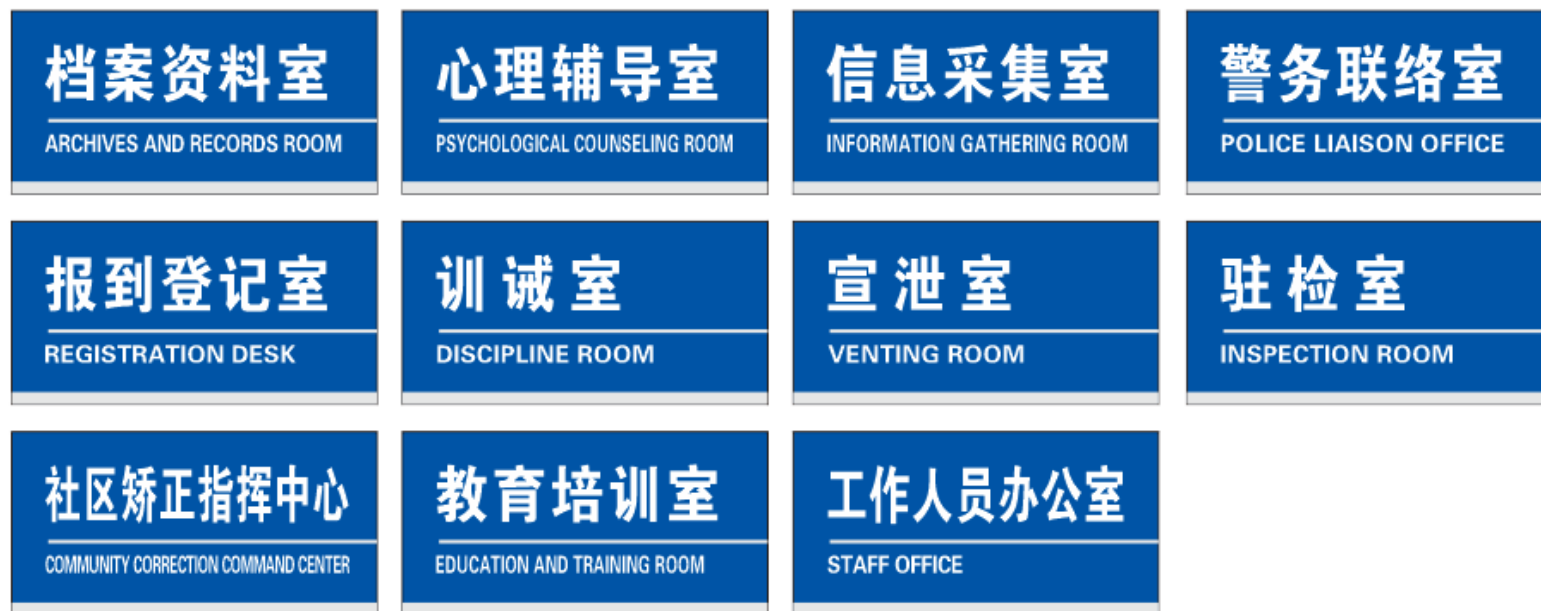 档案资料室
ARCHIVES AND RECORDS ROOM
心理辅导室
PSYCHOLOGICAL COUNSELING ROOM
信息采集室
INFORMATION GATHERING ROOM
警务联络室
POLICE LIAISON OFFICE
报到登记室
REGISTRATION DESK
训诫室
DISCIPLINE ROOM
宣泄室
VENTING ROOM
驻检室
INSPECTION ROOM
社区矫正指挥中心
COMMUNITY CORRECTION COMMAND CENTER
教育培训室
EDUCATION AND TRAINING ROOM
工作人员办公室
STAFF OFFICE